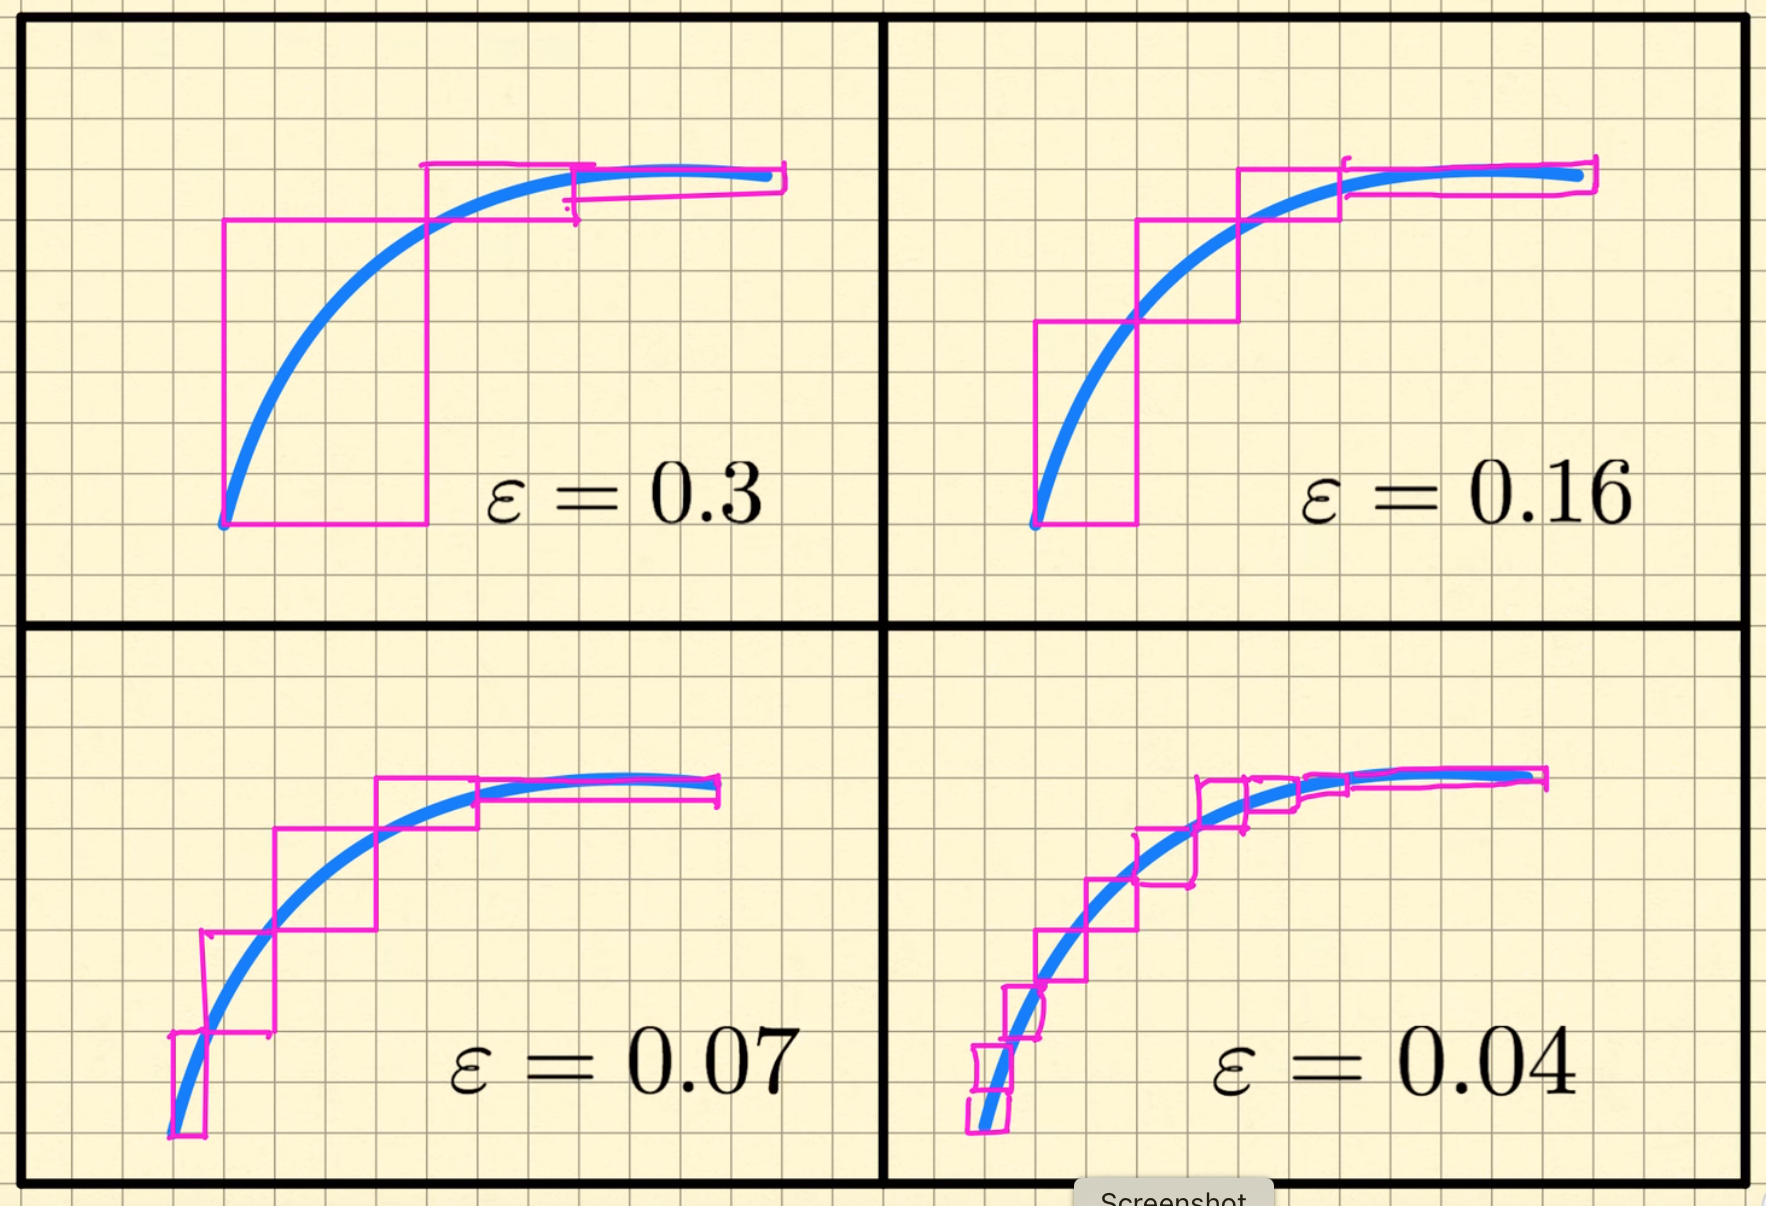 ε = 0.3
ε = 0.16
ε = 0.07
ε = 0.04
Screenshot